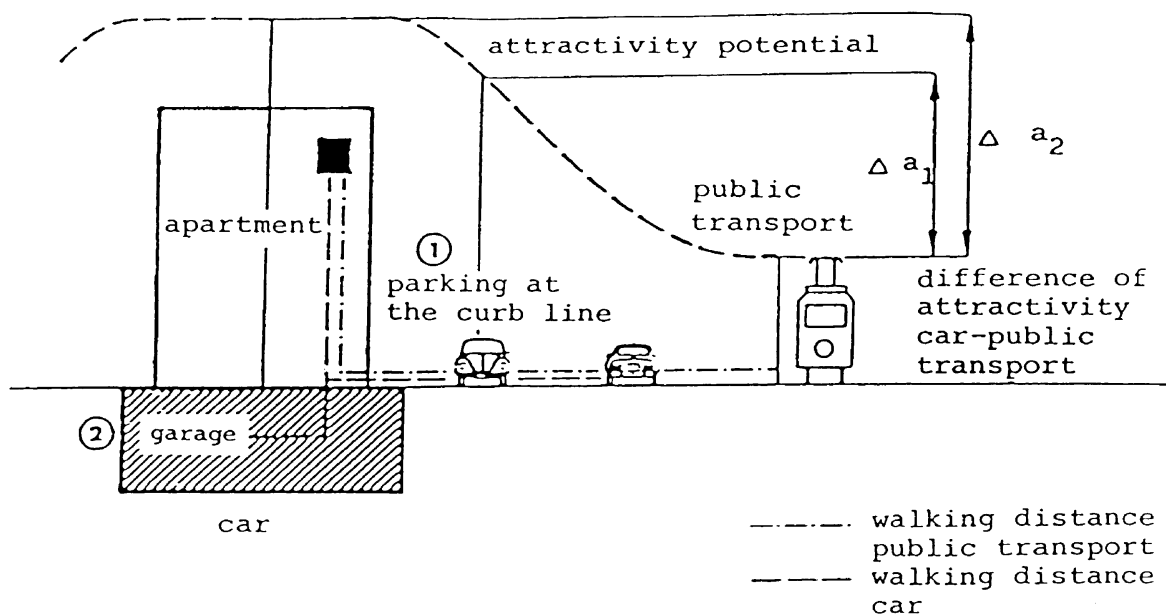 attractivity potential
△ a2
△ a1
public
transport
apartment
①
parking at
the curb line
difference of
attractivity
car-public
transport
② garage
car
walking distance
public transport
walking distance
car